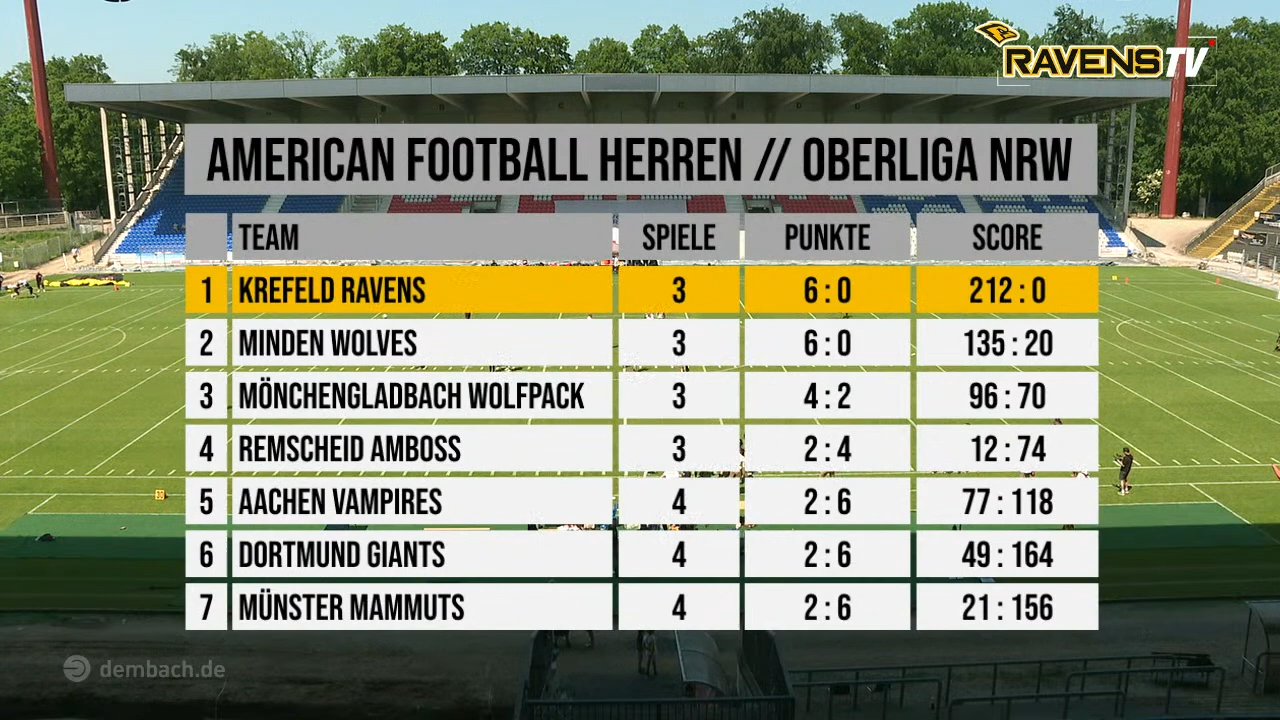 RAVENSTV
AMERICAN FOOTBALL HERREN // OBERLIGA NRW
TEAM SPIELE PUNKTE SCORE
1 KREFELD RAVENS 3 6:0 212:0
2 MINDEN WOLVES 3 6:0 135:20
3 MÖNCHENGLADBACH WOLFPACK 3 4:2 96:70
4 REMSCHEID AMBOSS 3 2:4 12:74
5 AACHEN VAMPIRES 4 2:6 77:118
6 DORTMUND GIANTS 4 2:6 49:164
7 MÜNSTER MAMMUTS 4 2:6 21:156
dembach.de